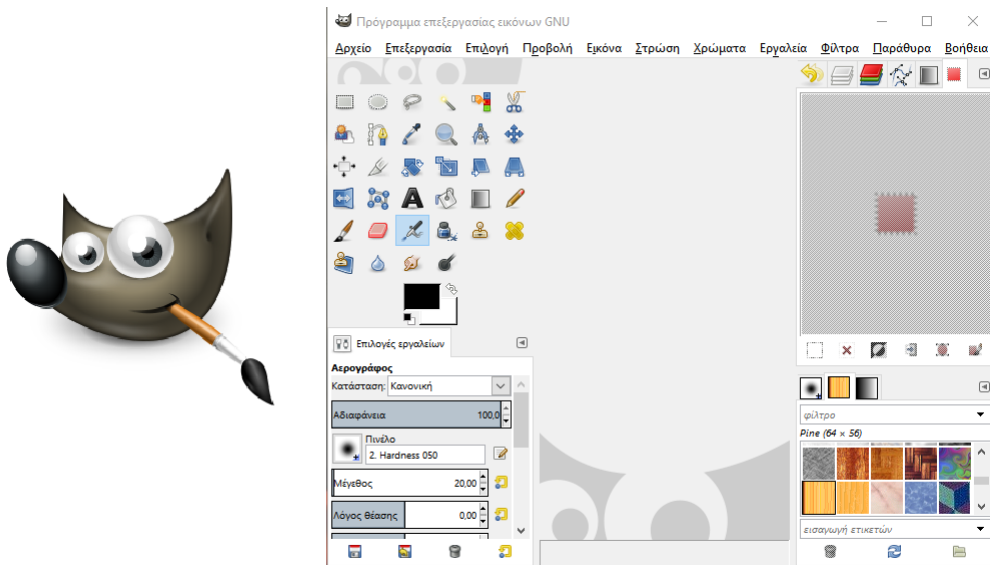 Πρόγραμμα επεξεργασίας εικόνων GNU
Αρχείο Επεξεργασία Επιλογή Προβολή Εικόνα Στρώση Χρώματα Εργαλεία Φίλτρα Παράθυρα Βοήθεια
Επιλογές εργαλείων
Αερογράφος
Κατάσταση: Κανονική
Αδιαφάνεια 100,0
Πινέλο
2. Hardness 050
Μέγεθος 20,00
Λόγος θέασης 0,00
φίλτρο
Pine (64 × 56)
εισαγωγή ετικετών